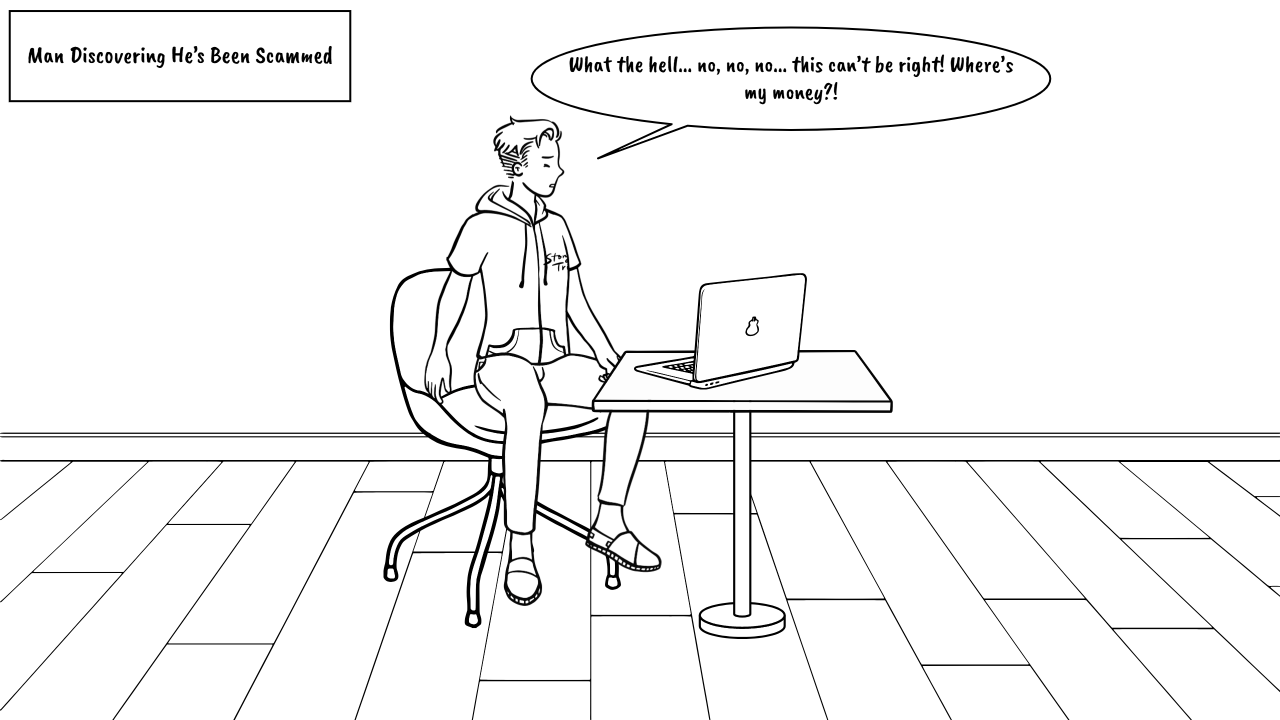 Man Discovering He's Been Scammed
What the hell... no, no, no... this can't be right! Where's
my money?!